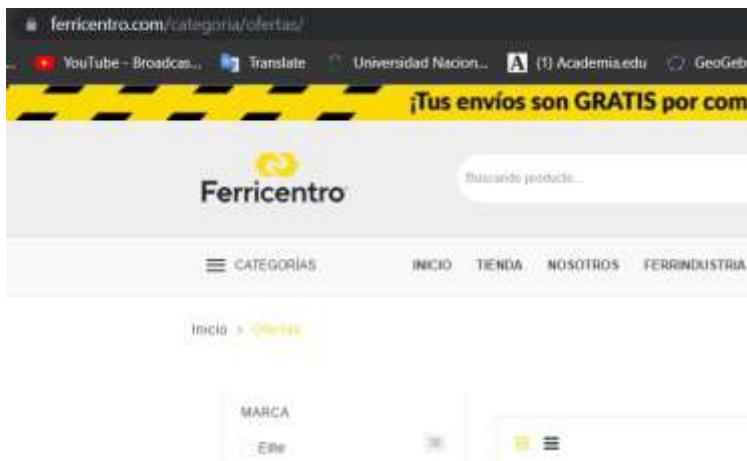 ferricentro.com/categoria/ofertas/
YouTube - Broadcas... Translate Universidad Nacion... (1) Academia.edu GeoGeb
¡Tus envíos son GRATIS por com
Ferricentro
Buscando producto...
CATEGORÍAS INICIO TIENDA NOSOTROS FERRINDUSTRIA
Inicio > Ofertas
MARCA
Elite